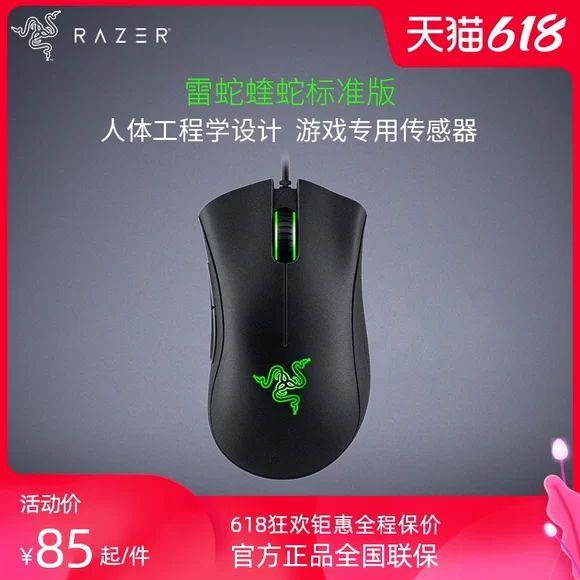 RAZER
天猫618
雷蛇蝰蛇标准版
人体工程学设计 游戏专用传感器
活动价
¥85起/件
618狂欢钜惠全程保价
官方正品全国联保